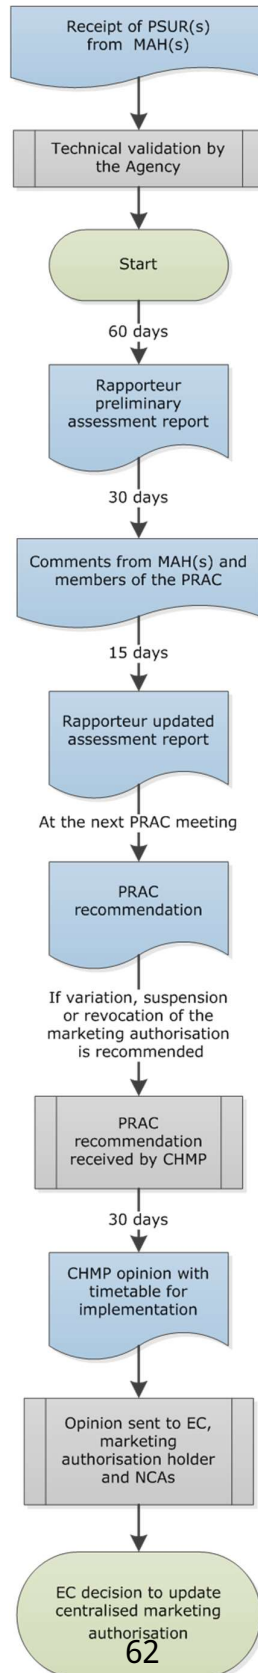 Receipt of PSUR(s)
from MAH(s)
Technical validation by
the Agency
Start
60 days
Rapporteur
preliminary
assessment report
30 days
Comments from MAH(s) and
members of the PRAC
15 days
Rapporteur updated
assessment report
At the next PRAC meeting
PRAC
recommendation
If variation, suspension
or revocation of the
marketing authorisation
is recommended
PRAC
recommendation
received by CHMP
30 days
CHMP opinion with
timetable for
implementation
Opinion sent to EC,
marketing
authorisation holder
and NCAs
EC decision to update
centralised marketing
authorisation
62